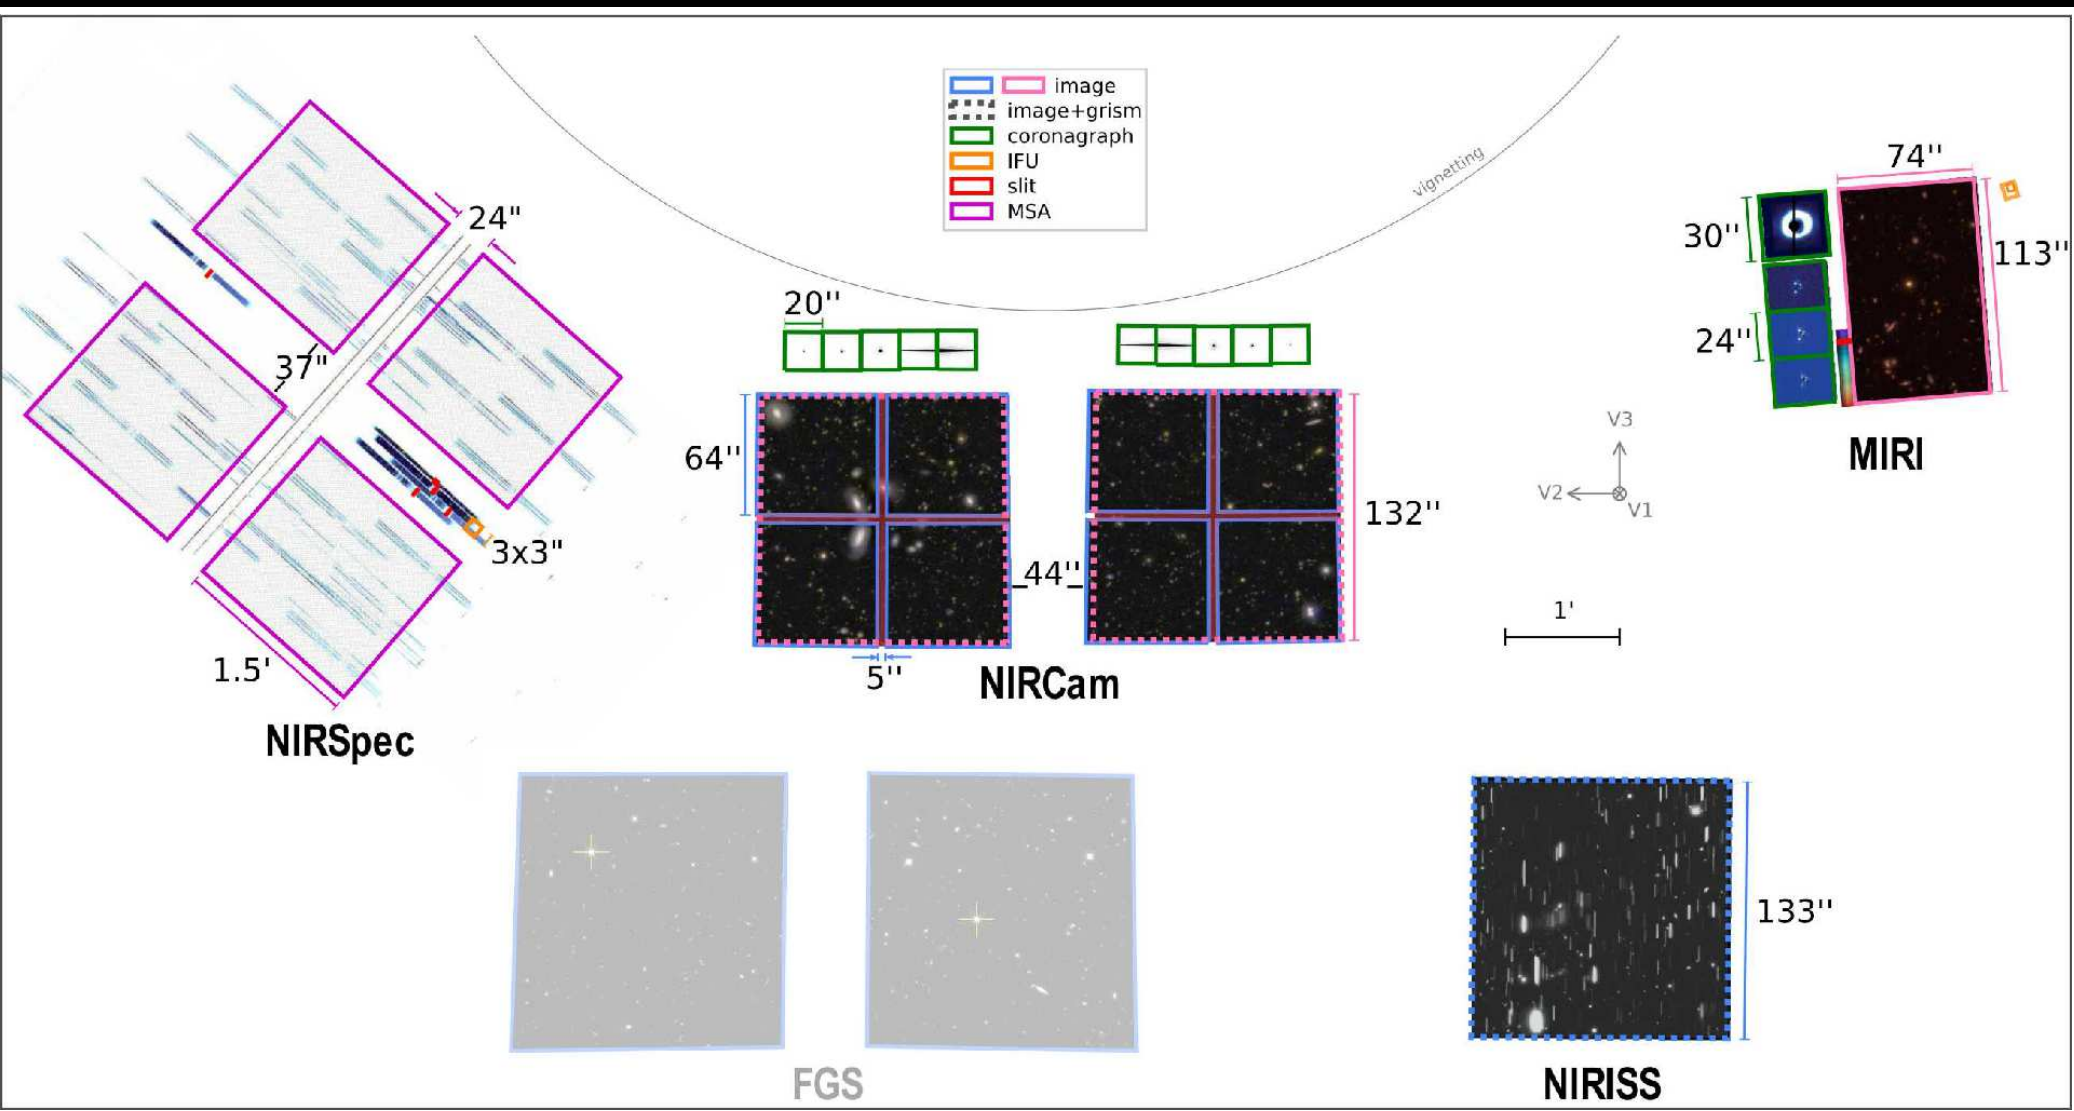 image
image+grism
coronagraph
IFU
slit
MSA
vignetting
24"
37"
3x3"
1.5'
NIRSpec
20''
64''
44''
132''
5''
NIRCam
74''
30''
113''
24''
MIRI
V3
V2
V1
1'
133''
FGS
NIRISS